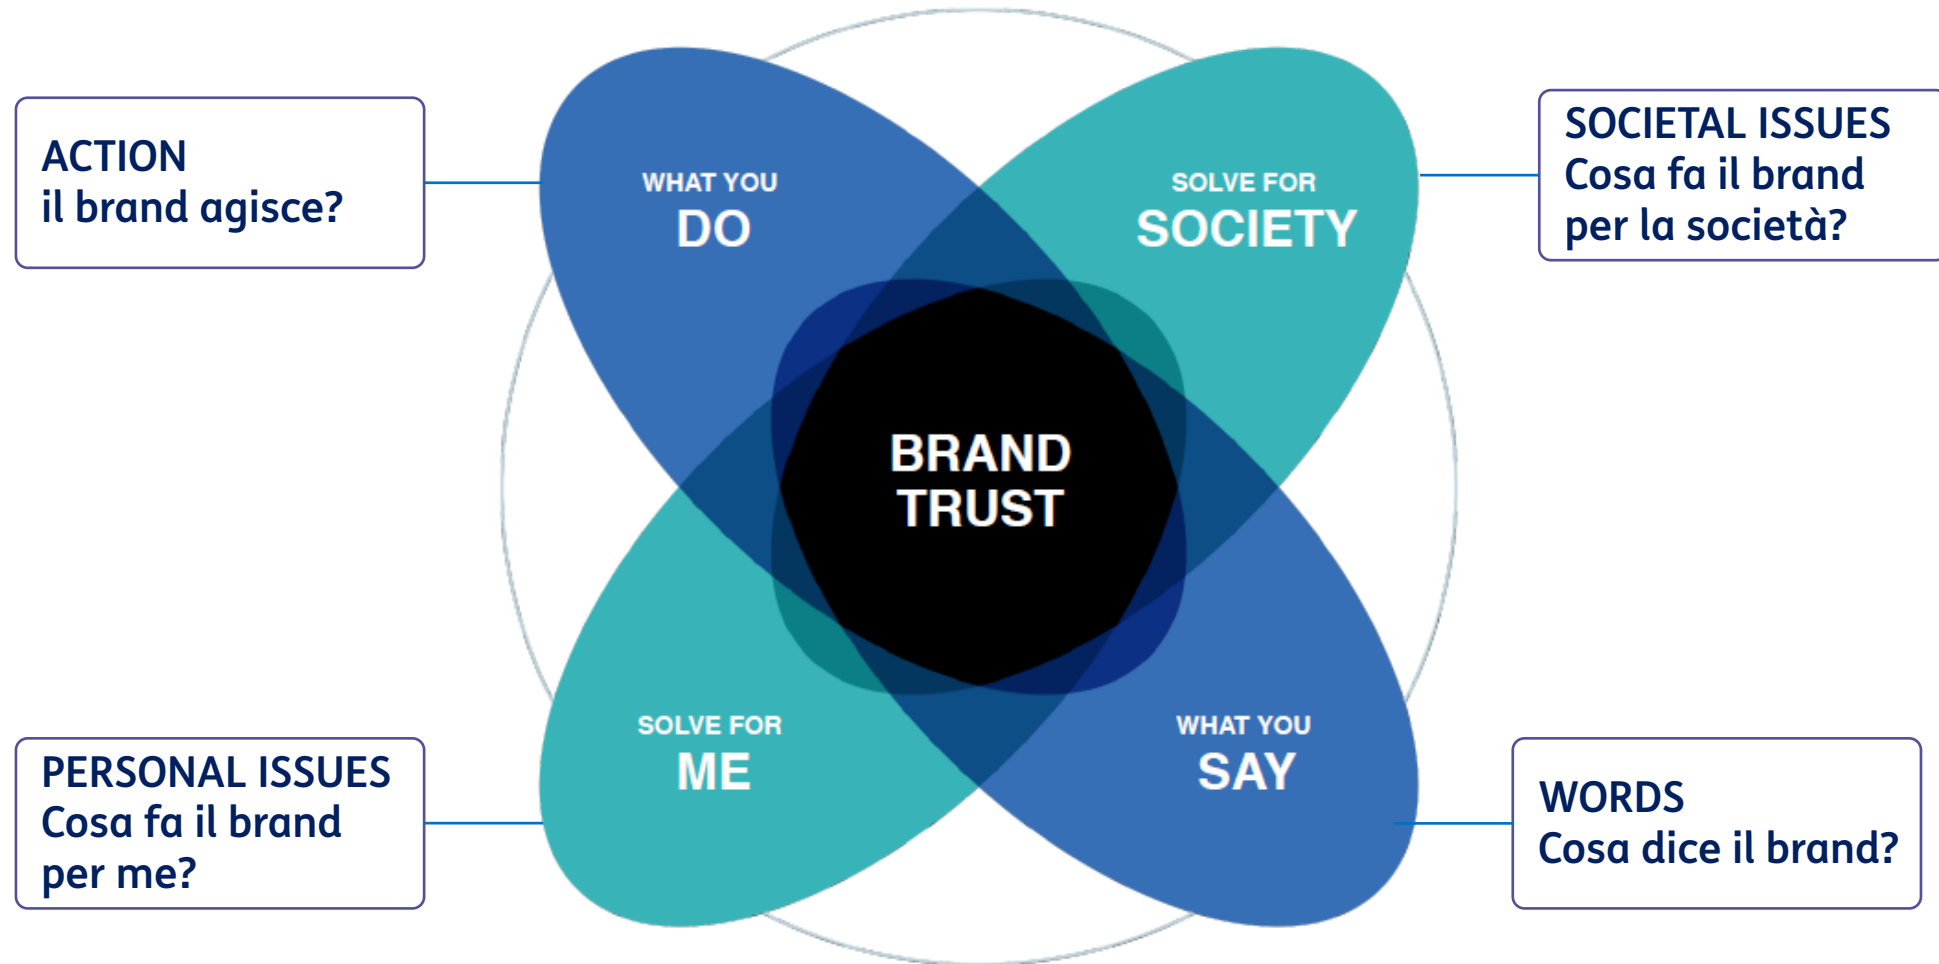 ACTION
il brand agisce?
WHAT YOU
DO
SOLVE FOR
SOCIETY
SOCIETAL ISSUES
Cosa fa il brand
per la società?
BRAND
TRUST
PERSONAL ISSUES
Cosa fa il brand
per me?
SOLVE FOR
ME
WHAT YOU
SAY
WORDS
Cosa dice il brand?